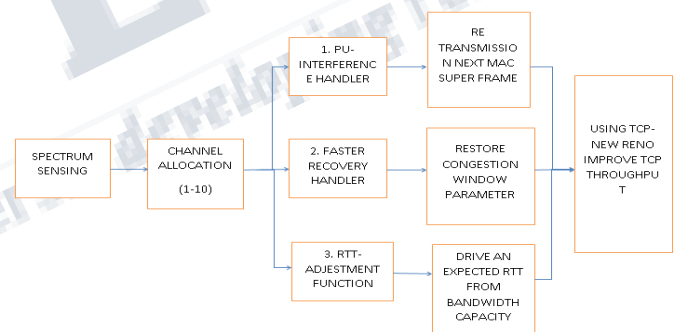 SPECTRUM
SENSING
CHANNEL
ALLOCATION
(1-10)
1. PU-
INTERFERENC
E HANDLER
RE
TRANSMISSIO
N NEXT MAC
SUPER FRAME
2. FASTER
RECOVERY
HANDLER
RESTORE
CONGESTION
WINDOW
PARAMETER
3. RTT-
ADJUSTMENT
FUNCTION
DRIVE AN
EXPECTED RTT
FROM
BANDWIDTH
CAPACITY
USING TCP-
NEW RENO
IMPROVE TCP
THROUGHPU
T